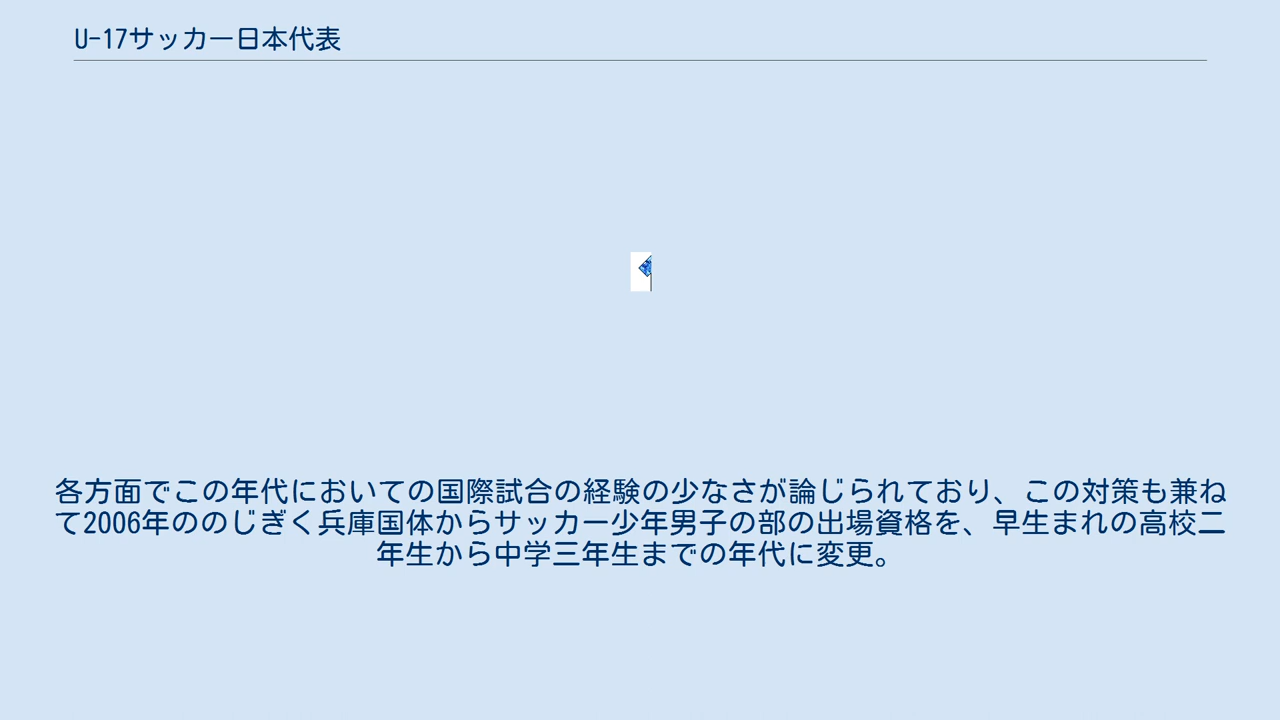 U-17サッカー日本代表
各方面でこの年代においての国際試合の経験の少なさが論じられており、この対策も兼ね
て2006年ののじぎく兵庫国体からサッカー少年男子の部の出場資格を、早生まれの高校二
年生から中学三年生までの年代に変更。